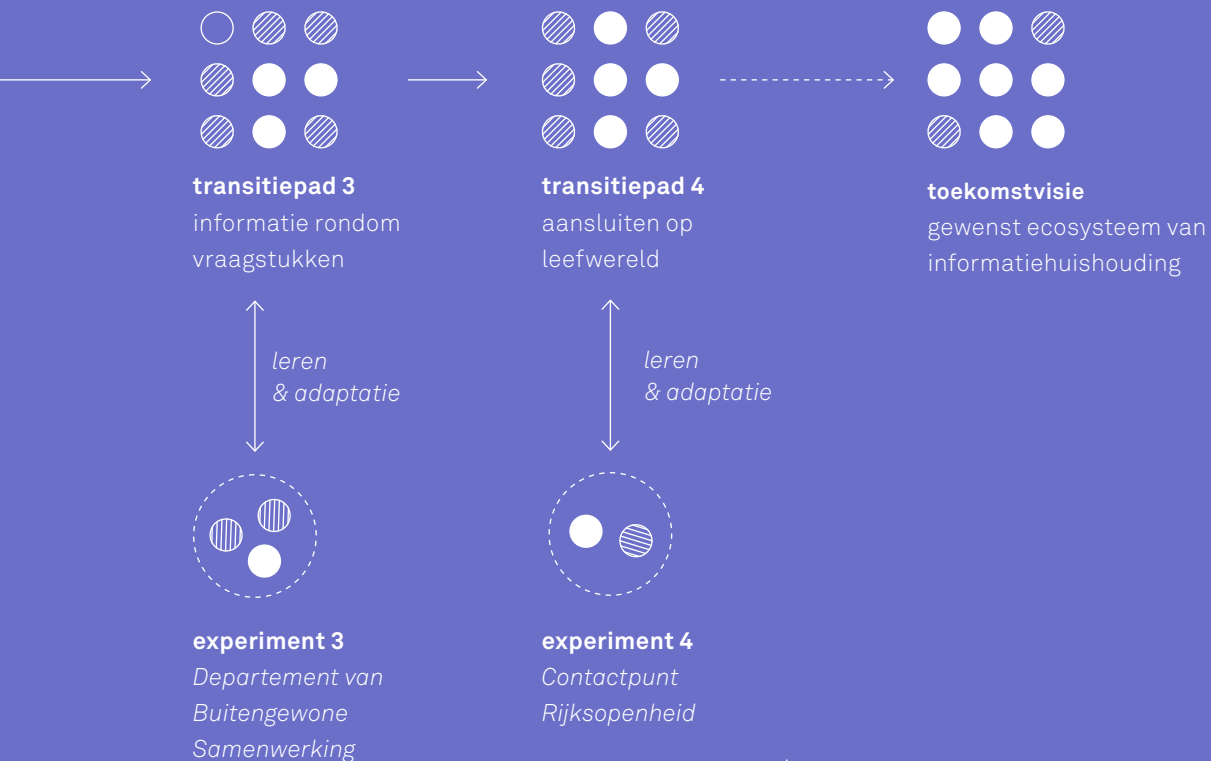 transitiepad 3
informatie rondom
vraagstukken
transitiepad 4
aansluiten op
leefwereld
toekomstvisie
gewenst ecosysteem van
informatiehuishouding
leren
& adaptatie
leren
& adaptatie
experiment 3
Departement van
Buitengewone
Samenwerking
experiment 4
Contactpunt
Rijksopenheid